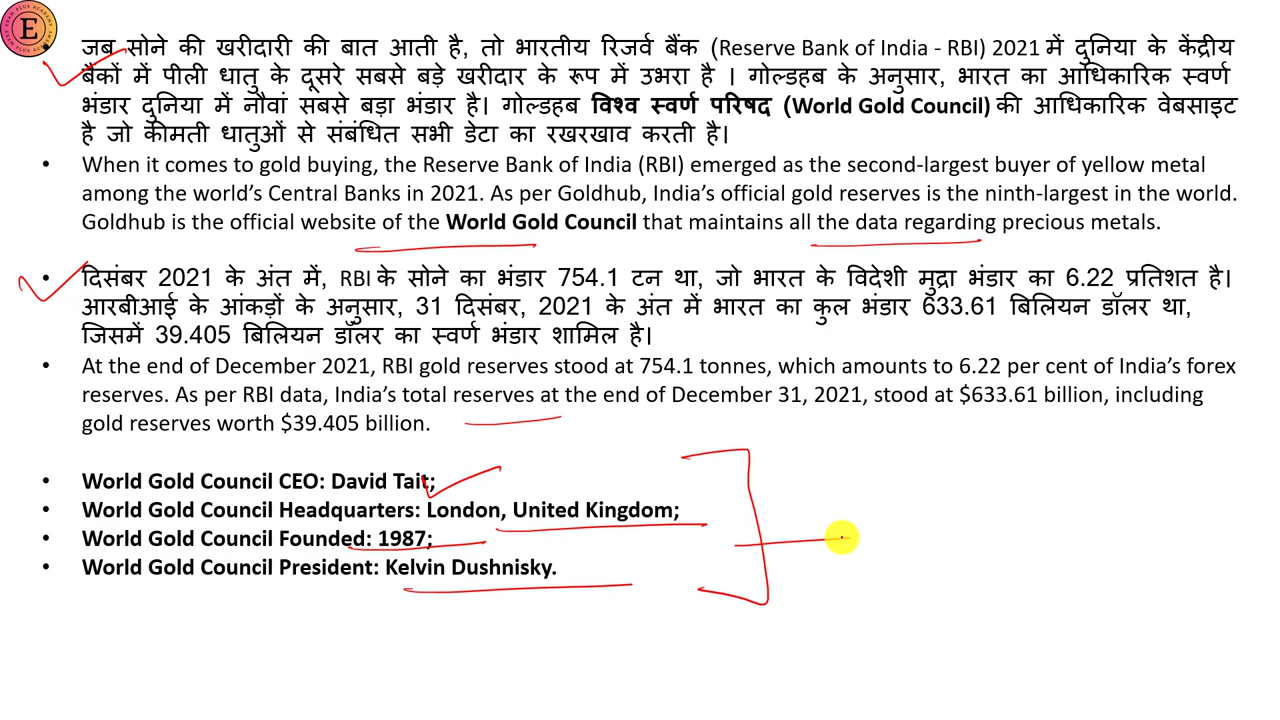 E
जब सोने की खरीदारी की बात आती है, तो भारतीय रिजर्व बैंक (Reserve Bank of India - RBI) 2021 में दुनिया के केंद्रीय
बैंकों में पीली धातु के दूसरे सबसे बड़े खरीदार के रूप में उभरा है । गोल्डहब के अनुसार, भारत का आधिकारिक स्वर्ण
भंडार दुनिया में नौवां सबसे बड़ा भंडार है। गोल्डहब विश्व स्वर्ण परिषद (World Gold Council) की आधिकारिक वेबसाइट
है जो कीमती धातुओं से संबंधित सभी डेटा का रखरखाव करती है।
• When it comes to gold buying, the Reserve Bank of India (RBI) emerged as the second-largest buyer of yellow metal
among the world’s Central Banks in 2021. As per Goldhub, India’s official gold reserves is the ninth-largest in the world.
Goldhub is the official website of the World Gold Council that maintains all the data regarding precious metals.
• दिसंबर 2021 के अंत में, RBI के सोने का भंडार 754.1 टन था, जो भारत के विदेशी मुद्रा भंडार का 6.22 प्रतिशत है।
आरबीआई के आंकड़ों के अनुसार, 31 दिसंबर, 2021 के अंत में भारत का कुल भंडार 633.61 बिलियन डॉलर था,
जिसमें 39.405 बिलियन डॉलर का स्वर्ण भंडार शामिल है।
• At the end of December 2021, RBI gold reserves stood at 754.1 tonnes, which amounts to 6.22 per cent of India’s forex
reserves. As per RBI data, India’s total reserves at the end of December 31, 2021, stood at $633.61 billion, including
gold reserves worth $39.405 billion.
• World Gold Council CEO: David Tait;
• World Gold Council Headquarters: London, United Kingdom;
• World Gold Council Founded: 1987;
• World Gold Council President: Kelvin Dushnisky.